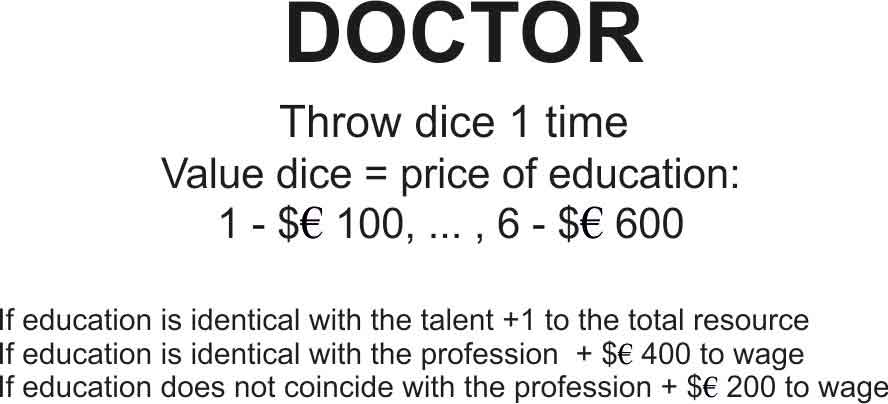 DOCTOR
Throw dice 1 time
Value dice = price of education:
1 - $€ 100, ... , 6 - $€ 600
If education is identical with the talent +1 to the total resource
If education is identical with the profession + $€ 400 to wage
If education does not coincide with the profession + $€ 200 to wage